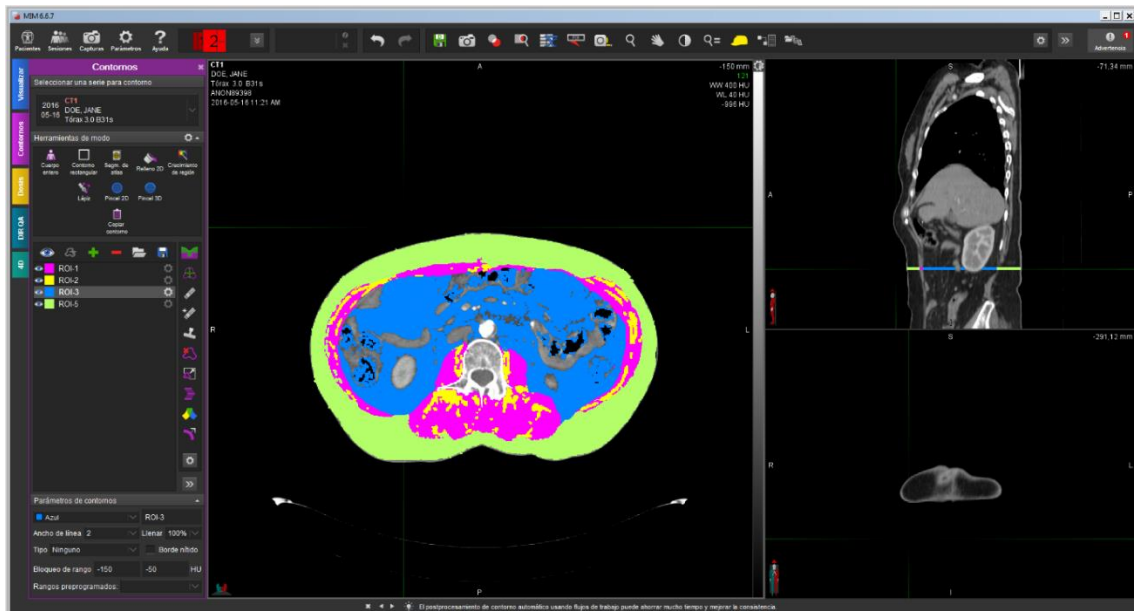 MIM 6.6.7
Pacientes Sesiones Capturas Parámetros Ayuda
2
Advertencia 1
Visualizar
Contornos
DIR QA
4D
Contornos
Seleccionar una serie para contorno
2016
05-16
CT1
DOE, JANE
Tórax 3.0 B31s
Herramientas de modo
Cuerpo entero
Contorno rectangular
Segm. de atlas
Relleno 2D
Crecimiento de región
Lápiz
Pincel 2D
Pincel 3D
Copiar contorno
ROI-1
ROI-2
ROI-3
ROI-5
Parámetros de contornos
Azul ROI-3
Ancho de línea 2 Llenar 100%
Tipo Ninguno Borde nítido
Bloqueo de rango -150 -50 HU
Rangos preprogramados:
CT1
DOE, JANE
Tórax 3.0 B31s
ANON89398
2016-05-16 11:21 AM
A
-150 mm
WW 400 HU
WL 40 HU
-996 HU
R
L
P
S
-71,34 mm
A
P
I
S
-291,12 mm
R
L
I
El postprocesamiento de contorno automático usando flujos de trabajo puede ahorrar mucho tiempo y mejorar la consistencia.